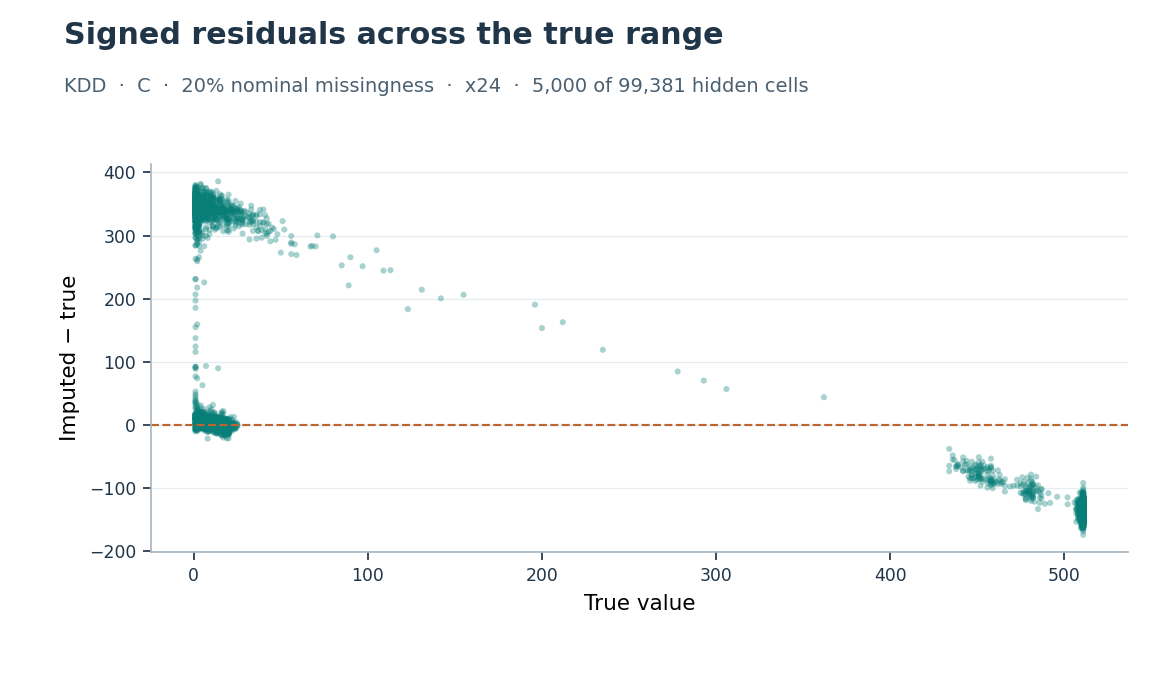 Signed residuals across the true range
KDD · C · 20% nominal missingness · x24 · 5,000 of 99,381 hidden cells
Imputed − true
400
300
200
100
0
−100
−200
0 100 200 300 400 500
True value